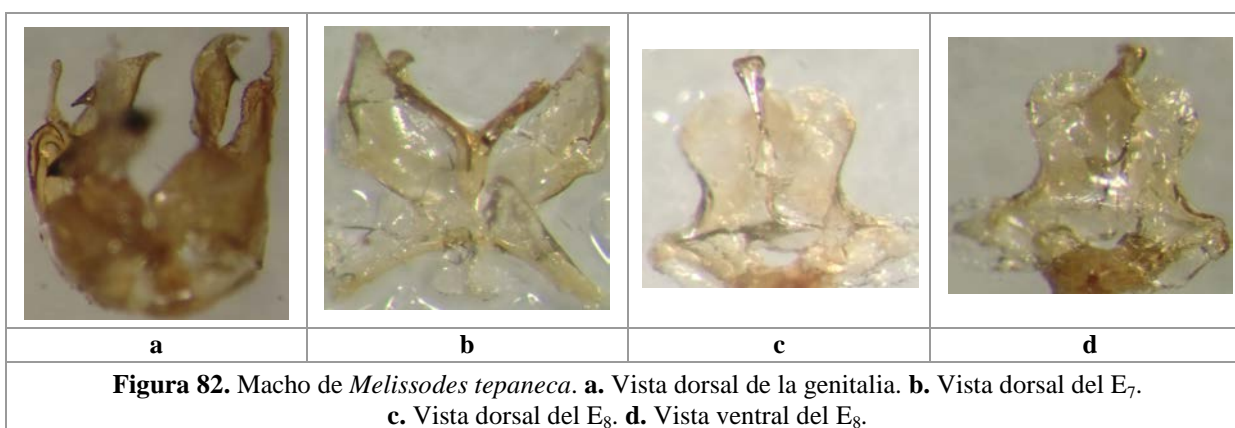 a b c d
Figura 82. Macho de Melissodes tepaneca. a. Vista dorsal de la genitalia. b. Vista dorsal del E7.
c. Vista dorsal del E8. d. Vista ventral del E8.